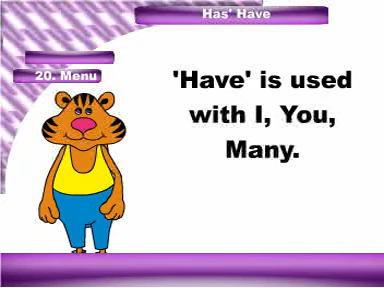 Has' Have
20. Menu
'Have' is used
with I, You,
Many.